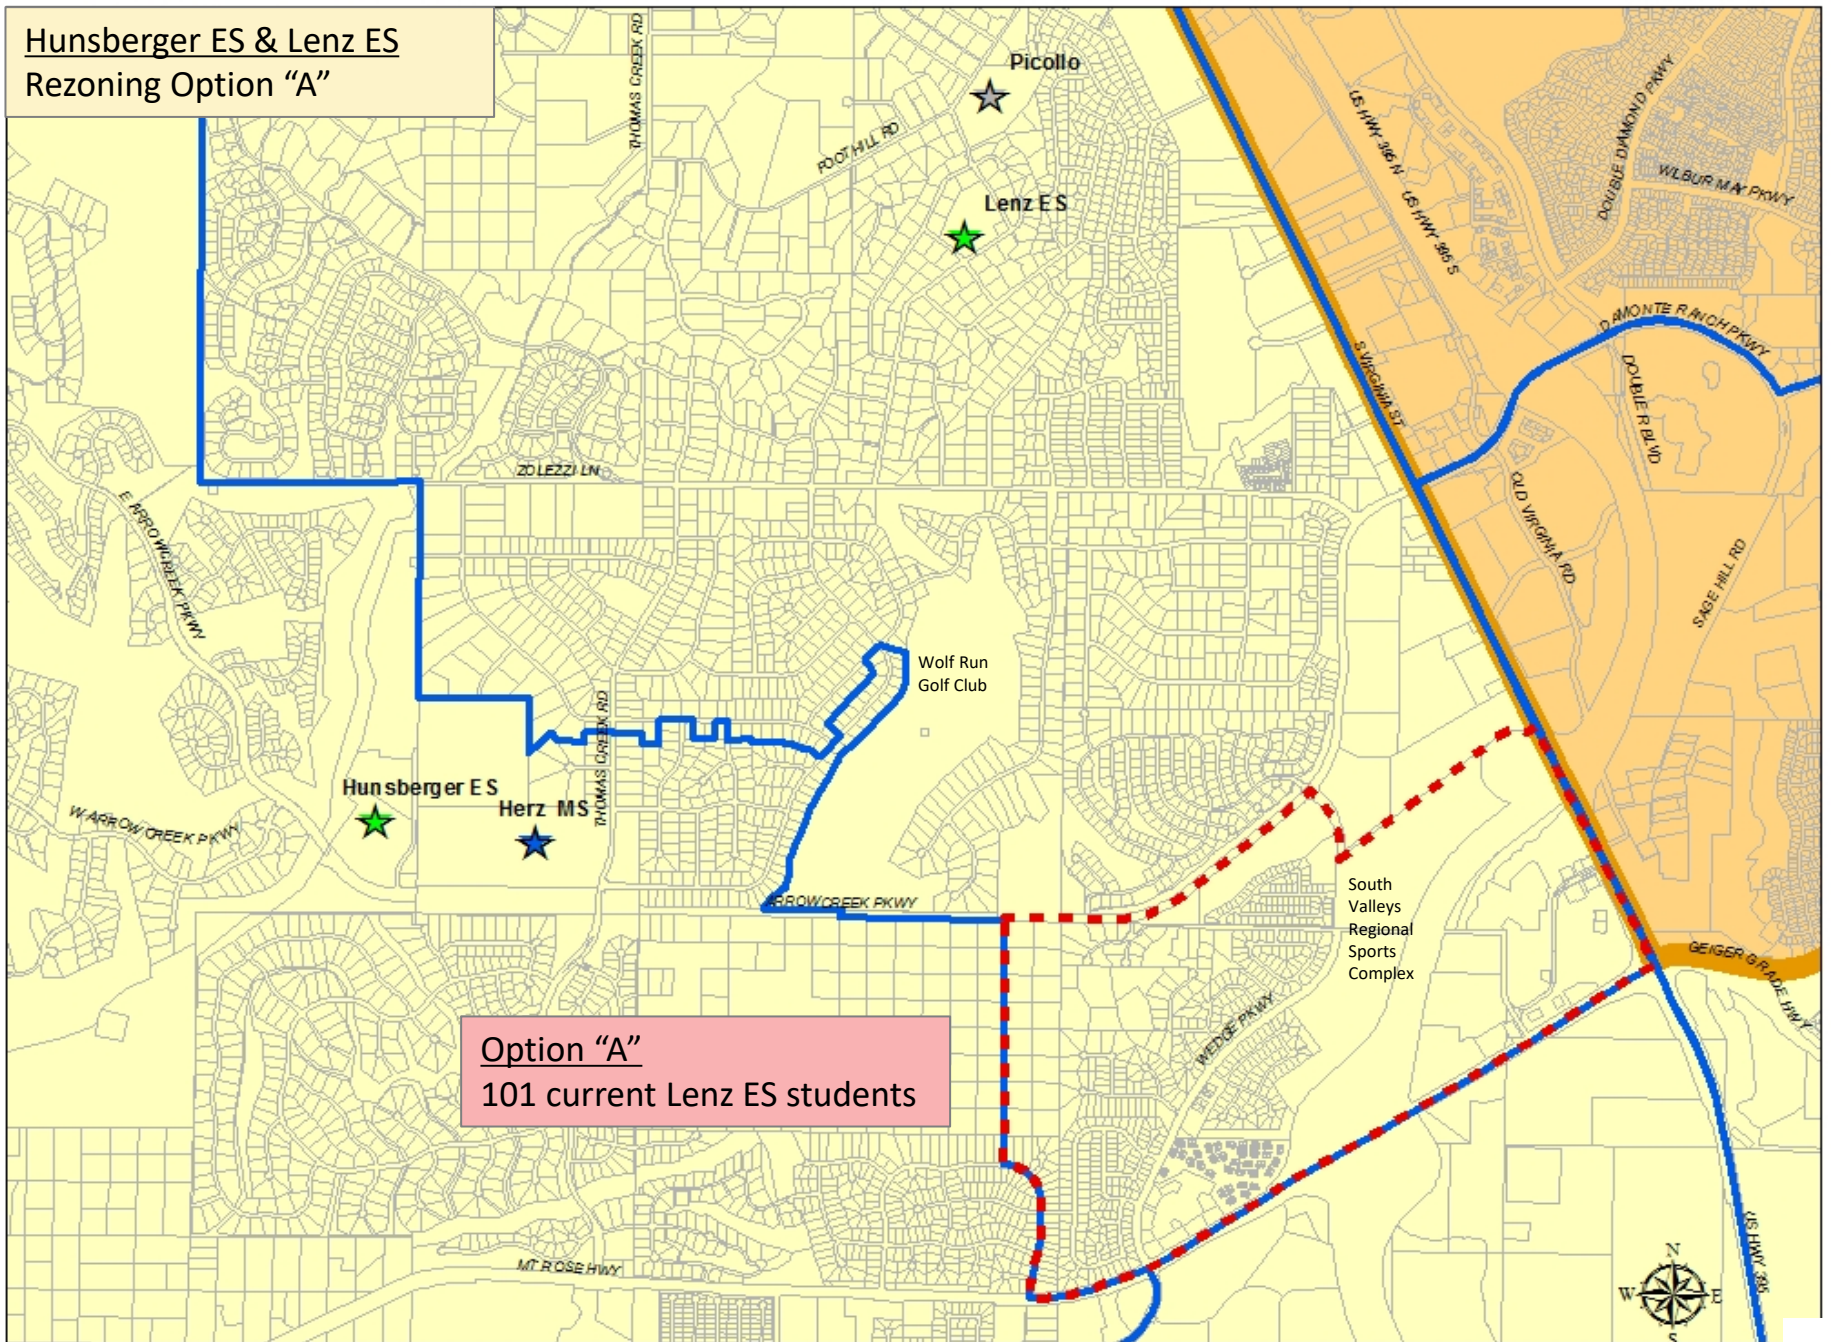 Hunsberger ES & Lenz ES
Rezoning Option “A”
THOMAS CREEK RD
Picollo
FOOTHILL RD
Lenz ES
US HWY 395 N
US HWY 395 S
DOUBLE DAMOND PKWY
WILBUR MAY PKWY
DAMONTE RANCH PKWY
DOUBLE R BLVD
S VIRGINIA ST
ZOLEZZI LN
E ARROWCREEK PKWY
OLD VIRGINIA RD
SAGE HILL RD
Wolf Run
Golf Club
THOMAS CREEK RD
Hunsberger ES
Herz MS
W ARROWCREEK PKWY
ARROWCREEK PKWY
South
Valleys
Regional
Sports
Complex
GEIGER GRADE HWY
WEDGE PKWY
Option “A”
101 current Lenz ES students
MT ROSE HWY
US HWY 395
N
W
E
S